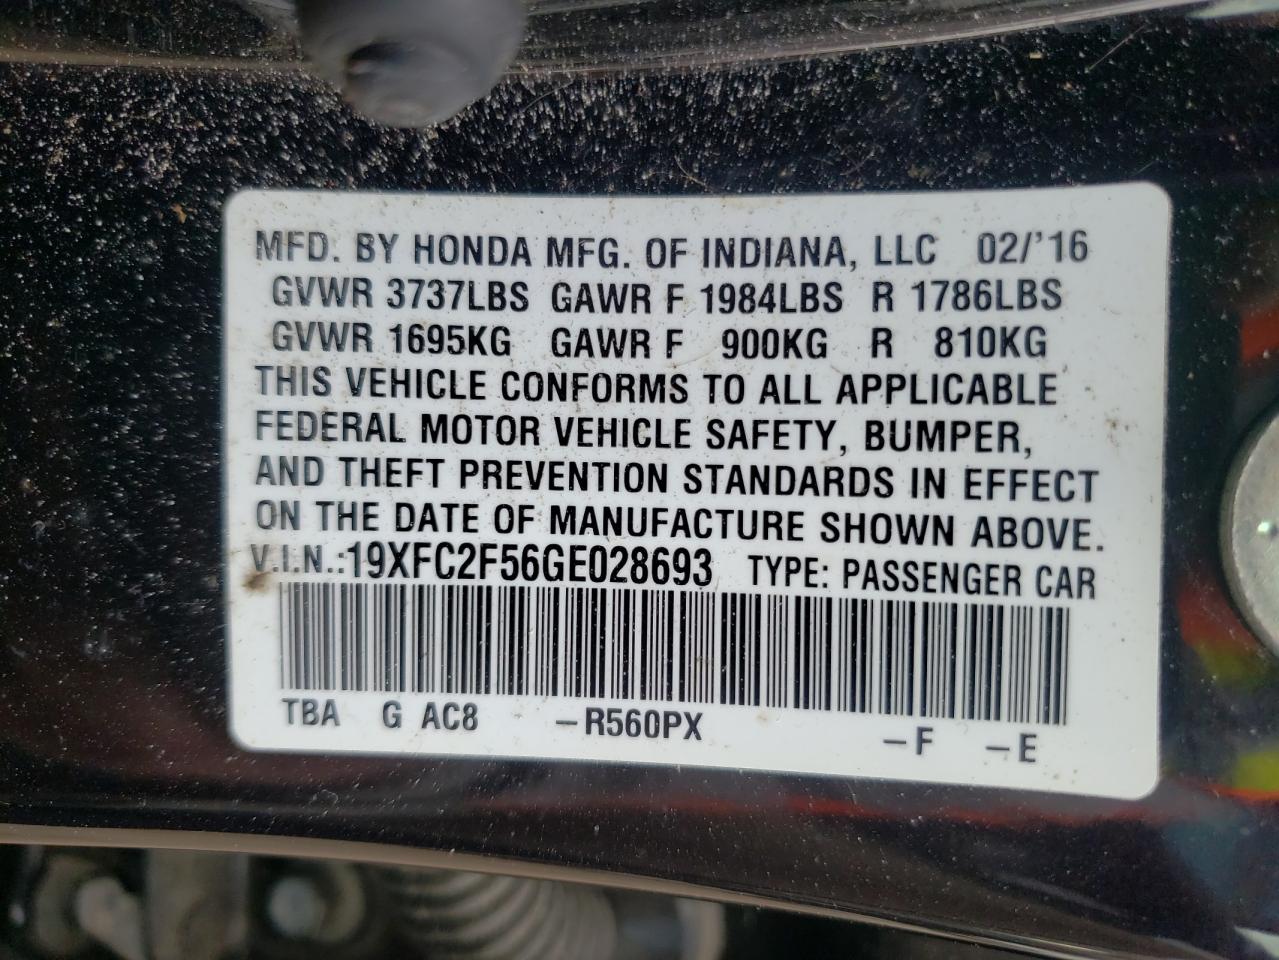 MFD. BY HONDA MFG. OF INDIANA, LLC 02/'16
GVWR 3737LBS GAWR F 1984LBS R 1786LBS
GVWR 1695KG GAWR F 900KG R 810KG
THIS VEHICLE CONFORMS TO ALL APPLICABLE
FEDERAL MOTOR VEHICLE SAFETY, BUMPER,
AND THEFT PREVENTION STANDARDS IN EFFECT
ON THE DATE OF MANUFACTURE SHOWN ABOVE.
V.I.N.:19XFC2F56GE028693 TYPE: PASSENGER CAR
TBA G AC8 –R560PX –F –E